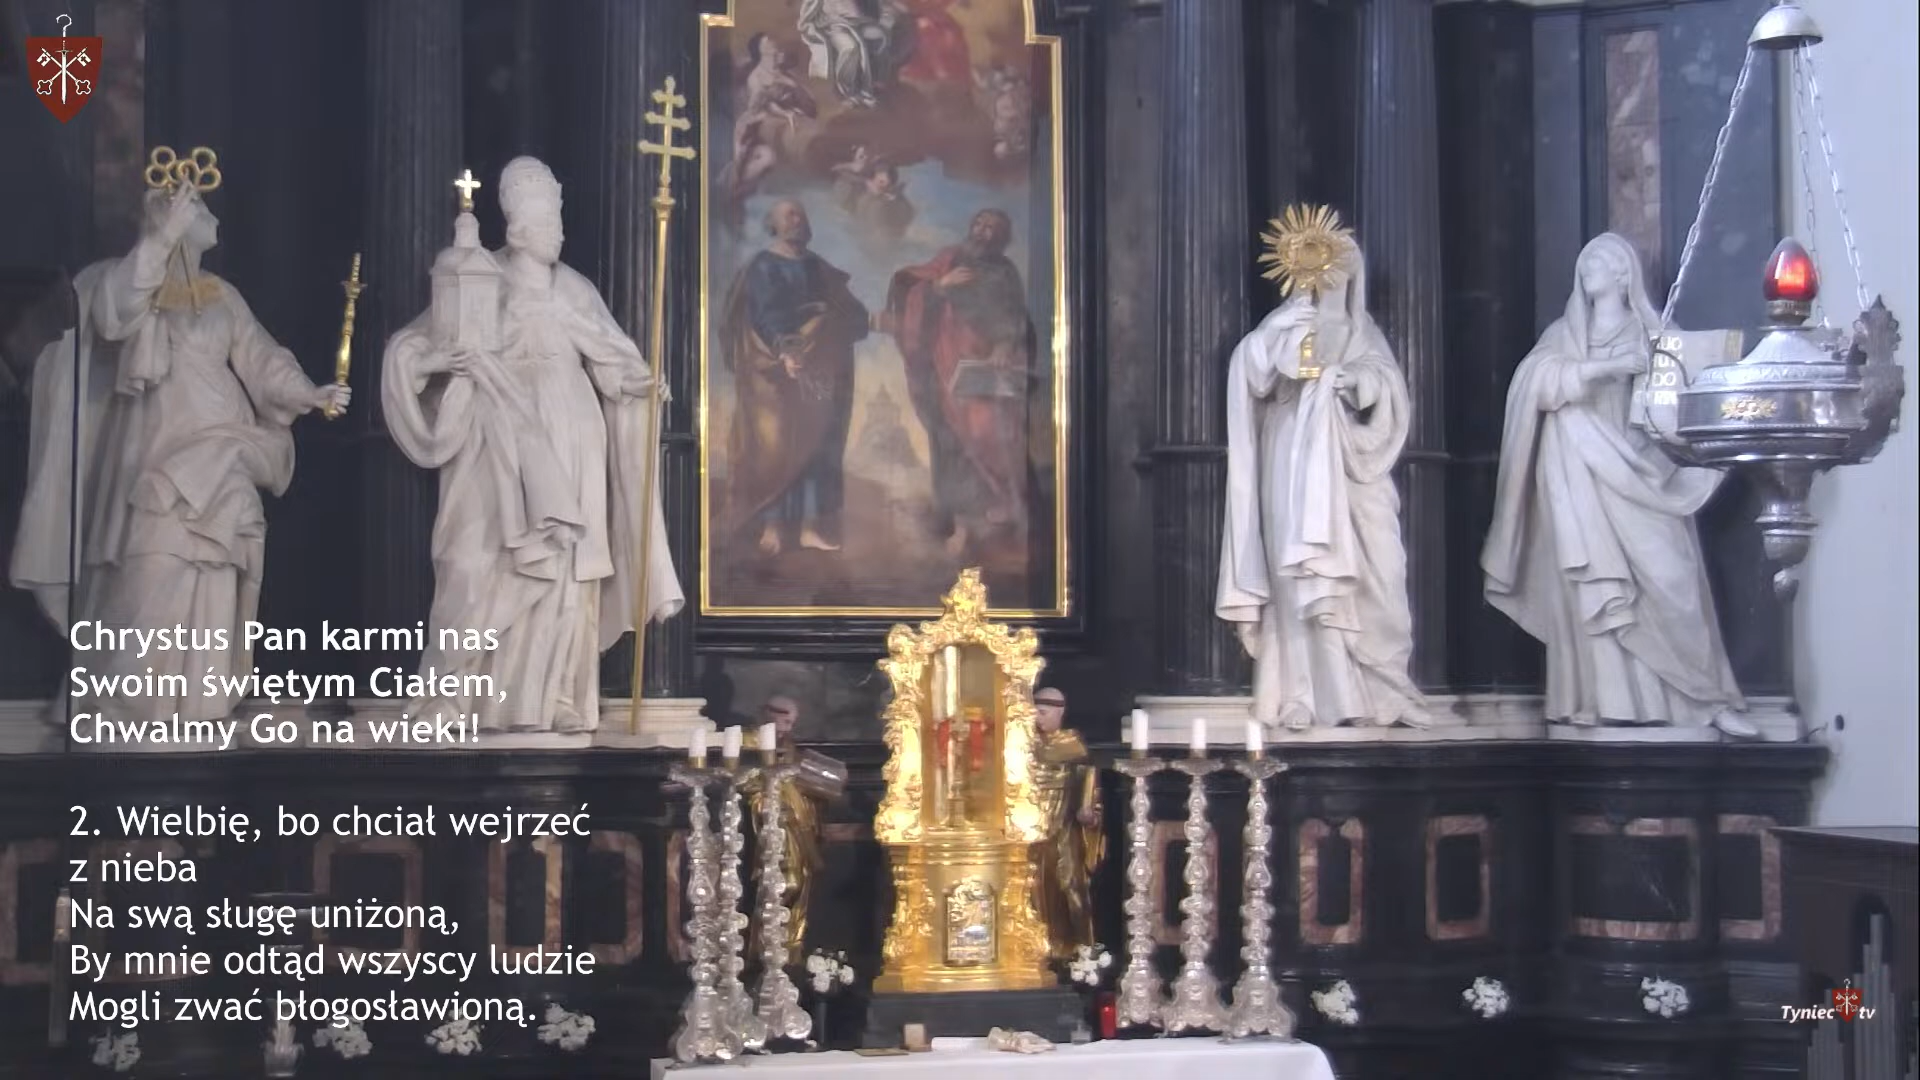 Chrystus Pan karmi nas
Swoim świętym Ciałem,
Chwalmy Go na wieki!
2. Wielbię, bo chciał wejrzeć
z nieba
Na swą sługę uniżoną,
By mnie odtąd wszyscy ludzie
Mogli zwać błogosławioną.
Tyniec tv